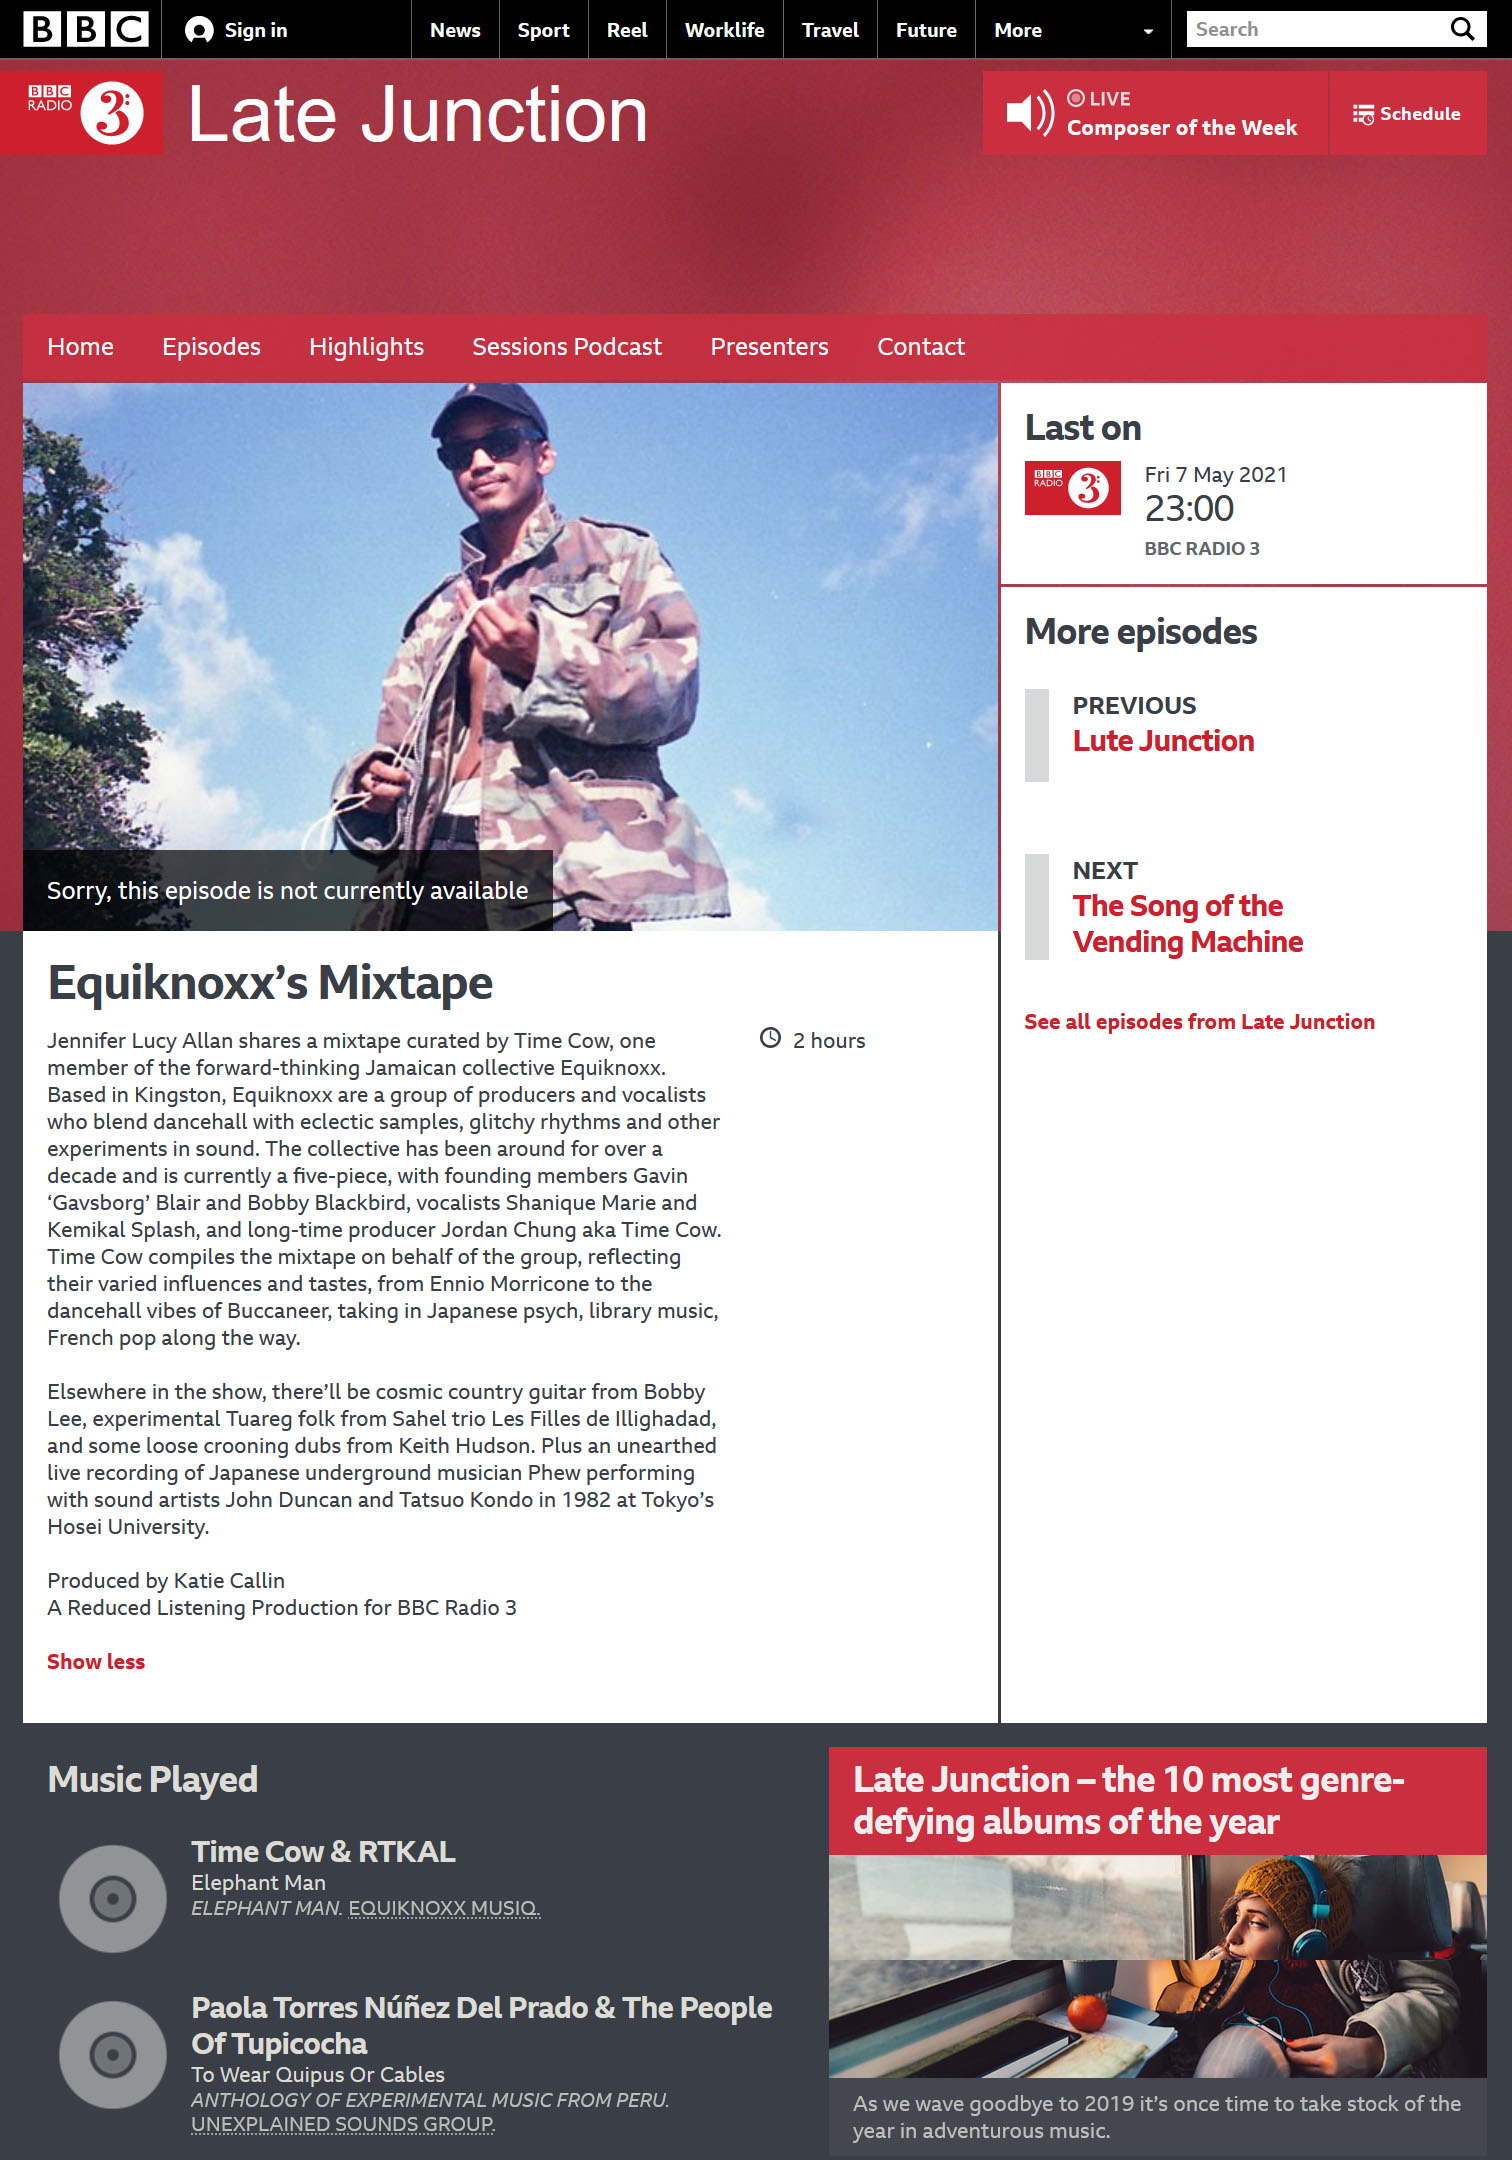 BBC
Sign in
News
Sport
Reel
Worklife
Travel
Future
More
Search
BBC RADIO 3
Late Junction
LIVE
Composer of the Week
Schedule
Home
Episodes
Highlights
Sessions Podcast
Presenters
Contact
Sorry, this episode is not currently available
Last on
BBC RADIO 3
Fri 7 May 2021
23:00
BBC RADIO 3
More episodes
PREVIOUS
Lute Junction
NEXT
The Song of the
Vending Machine
See all episodes from Late Junction
Equiknoxx’s Mixtape
2 hours
Jennifer Lucy Allan shares a mixtape curated by Time Cow, one
member of the forward-thinking Jamaican collective Equiknoxx.
Based in Kingston, Equiknoxx are a group of producers and vocalists
who blend dancehall with eclectic samples, glitchy rhythms and other
experiments in sound. The collective has been around for over a
decade and is currently a five-piece, with founding members Gavin
‘Gavsborg’ Blair and Bobby Blackbird, vocalists Shanique Marie and
Kemikal Splash, and long-time producer Jordan Chung aka Time Cow.
Time Cow compiles the mixtape on behalf of the group, reflecting
their varied influences and tastes, from Ennio Morricone to the
dancehall vibes of Buccaneer, taking in Japanese psych, library music,
French pop along the way.
Elsewhere in the show, there’ll be cosmic country guitar from Bobby
Lee, experimental Tuareg folk from Sahel trio Les Filles de Illighadad,
and some loose crooning dubs from Keith Hudson. Plus an unearthed
live recording of Japanese underground musician Phew performing
with sound artists John Duncan and Tatsuo Kondo in 1982 at Tokyo’s
Hosei University.
Produced by Katie Callin
A Reduced Listening Production for BBC Radio 3
Show less
Music Played
Time Cow & RTKAL
Elephant Man
ELEPHANT MAN. EQUIKNOXX MUSIQ.
Paola Torres Núñez Del Prado & The People
Of Tupicocha
To Wear Quipus Or Cables
ANTHOLOGY OF EXPERIMENTAL MUSIC FROM PERU.
UNEXPLAINED SOUNDS GROUP.
Late Junction – the 10 most genre-
defying albums of the year
As we wave goodbye to 2019 it’s once time to take stock of the
year in adventurous music.